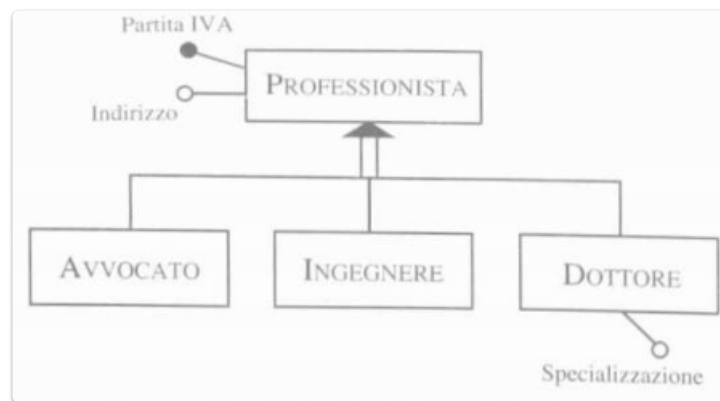 Partita IVA
PROFESSIONISTA
Indirizzo
AVVOCATO
INGEGNERE
DOTTORE
Specializzazione